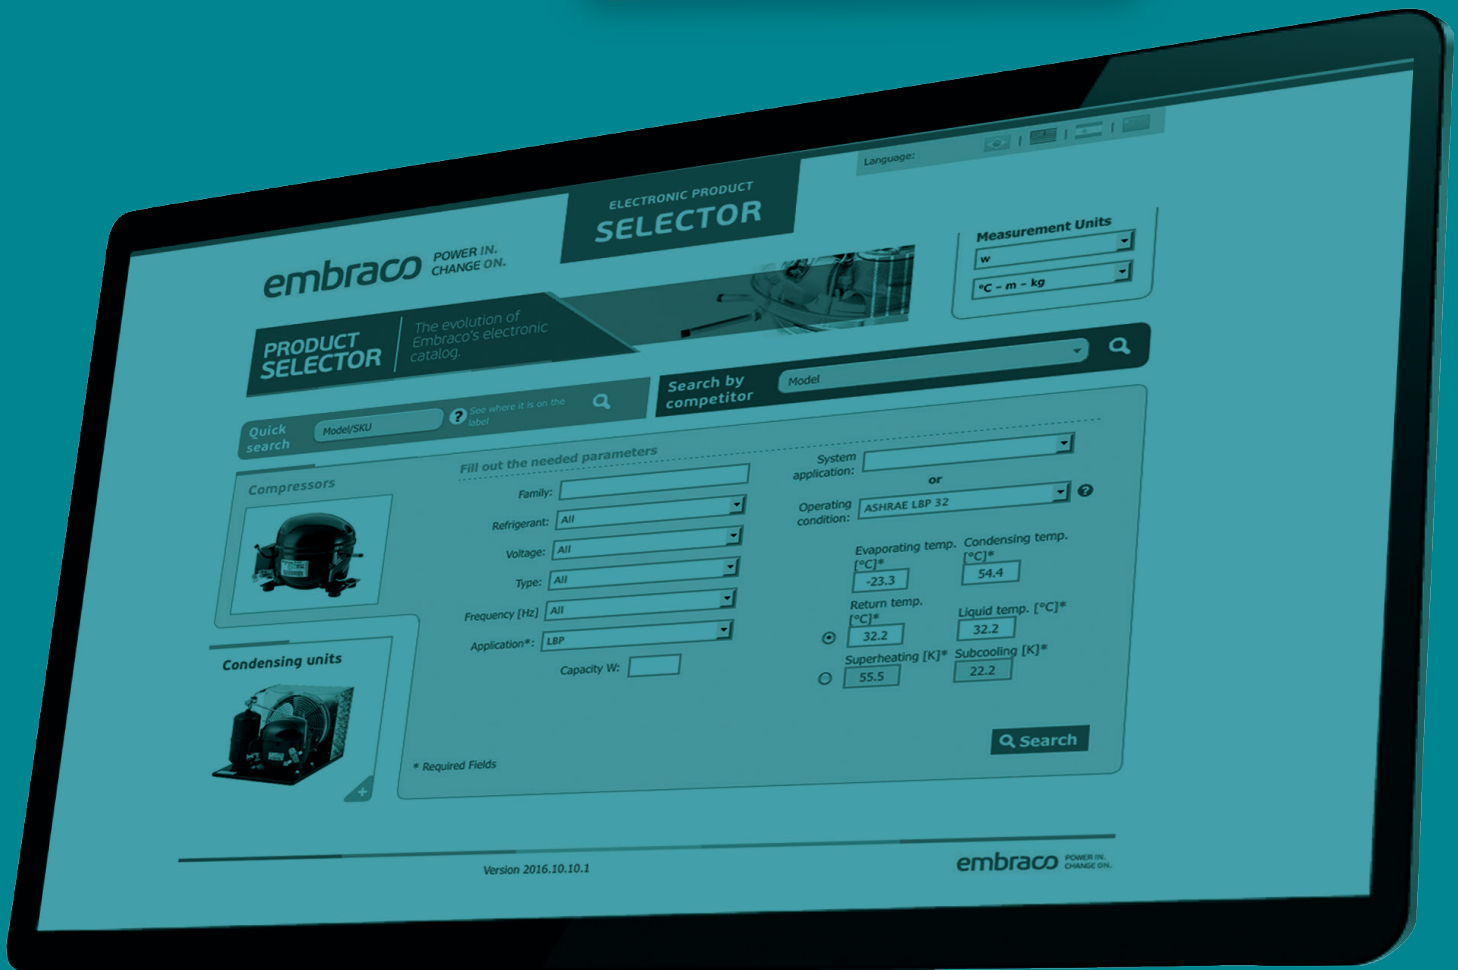 Language:
ELECTRONIC PRODUCT
SELECTOR
embraco
POWER IN.
CHANGE ON.
Measurement Units
w
°C - m - kg
PRODUCT
SELECTOR
The evolution of
Embraco's electronic
catalog.
Quick
search
Model/SKU
?
See where it is on the
label
Search by
competitor
Model
Compressors
Fill out the needed parameters
Family:
Refrigerant: All
Voltage: All
Type: All
Frequency [Hz] All
Application*: LBP
Capacity W:
System
application:
or
Operating
condition:
ASHRAE LBP 32
?
Evaporating temp.
[°C]*
-23.3
Condensing temp.
[°C]*
54.4
Return temp.
[°C]*
32.2
Liquid temp. [°C]*
32.2
Superheating [K]*
55.5
Subcooling [K]*
22.2
Condensing units
+
Search
* Required Fields
Version 2016.10.10.1
embraco
POWER IN.
CHANGE ON.